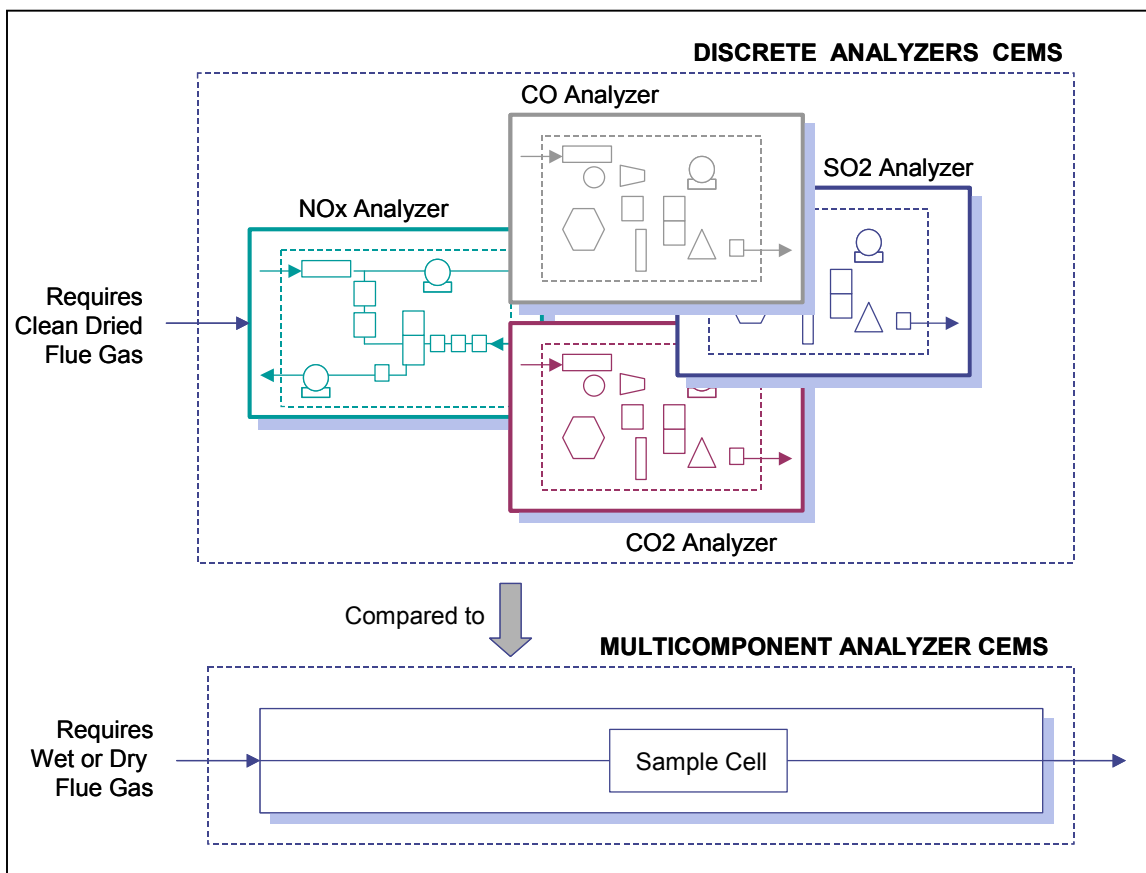 DISCRETE ANALYZERS CEMS
CO Analyzer
SO2 Analyzer
NOx Analyzer
Requires
Clean Dried
Flue Gas
CO2 Analyzer
Compared to
MULTICOMPONENT ANALYZER CEMS
Requires
Wet or Dry
Flue Gas
Sample Cell